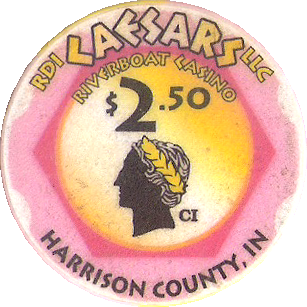 RDI CAESARS LLC
RIVERBOAT CASINO
$2.50
CI
HARRISON COUNTY, IN